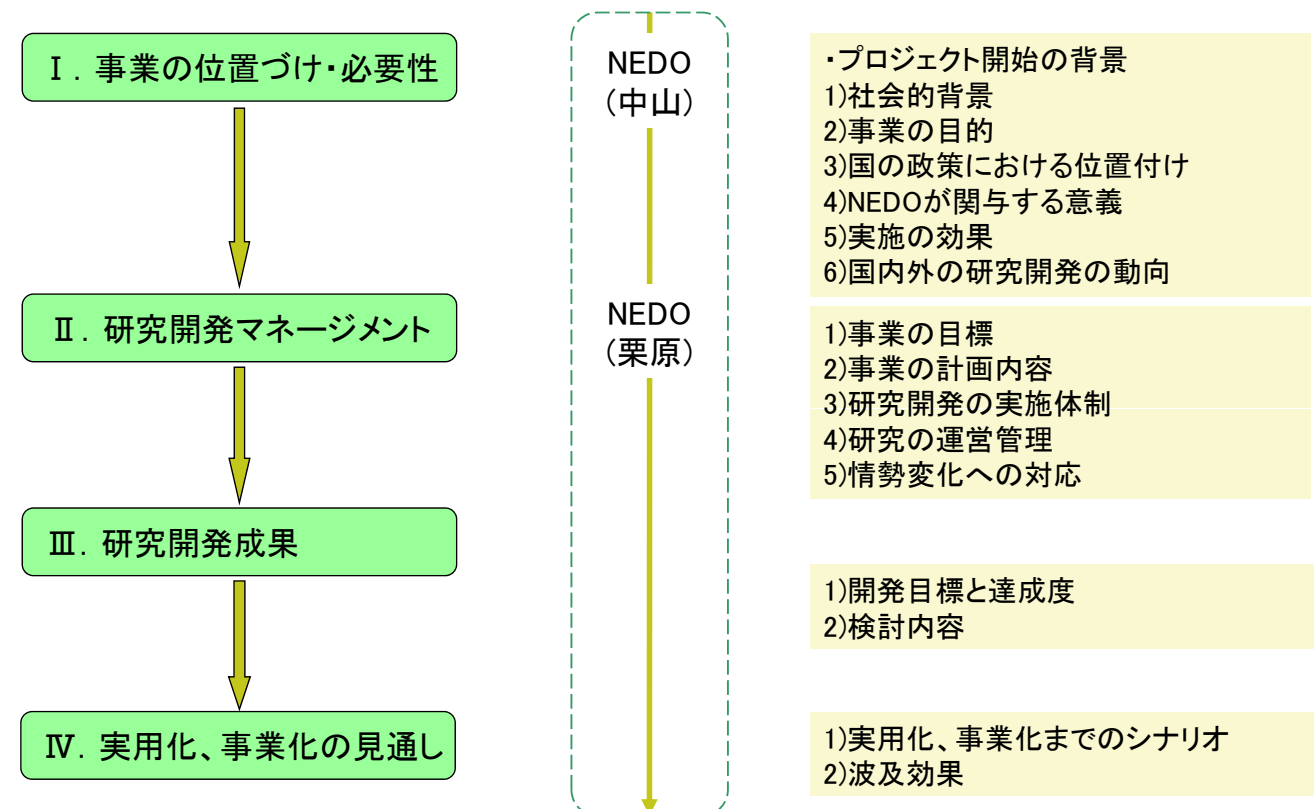 Ⅰ．事業の位置づけ・必要性
NEDO
（中山）
・プロジェクト開始の背景
1)社会的背景
2)事業の目的
3)国の政策における位置付け
4)NEDOが関与する意義
5)実施の効果
6)国内外の研究開発の動向
Ⅱ．研究開発マネージメント
NEDO
（栗原）
1)事業の目標
2)事業の計画内容
3)研究開発の実施体制
4)研究の運営管理
5)情勢変化への対応
Ⅲ．研究開発成果
1)開発目標と達成度
2)検討内容
Ⅳ．実用化、事業化の見通し
1)実用化、事業化までのシナリオ
2)波及効果